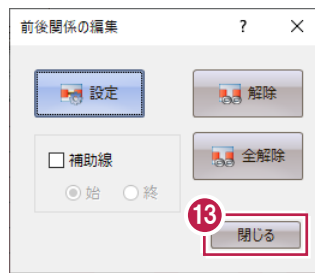 前後関係の編集 ? ×
設定 解除
補助線 全解除
始 終
13
閉じる